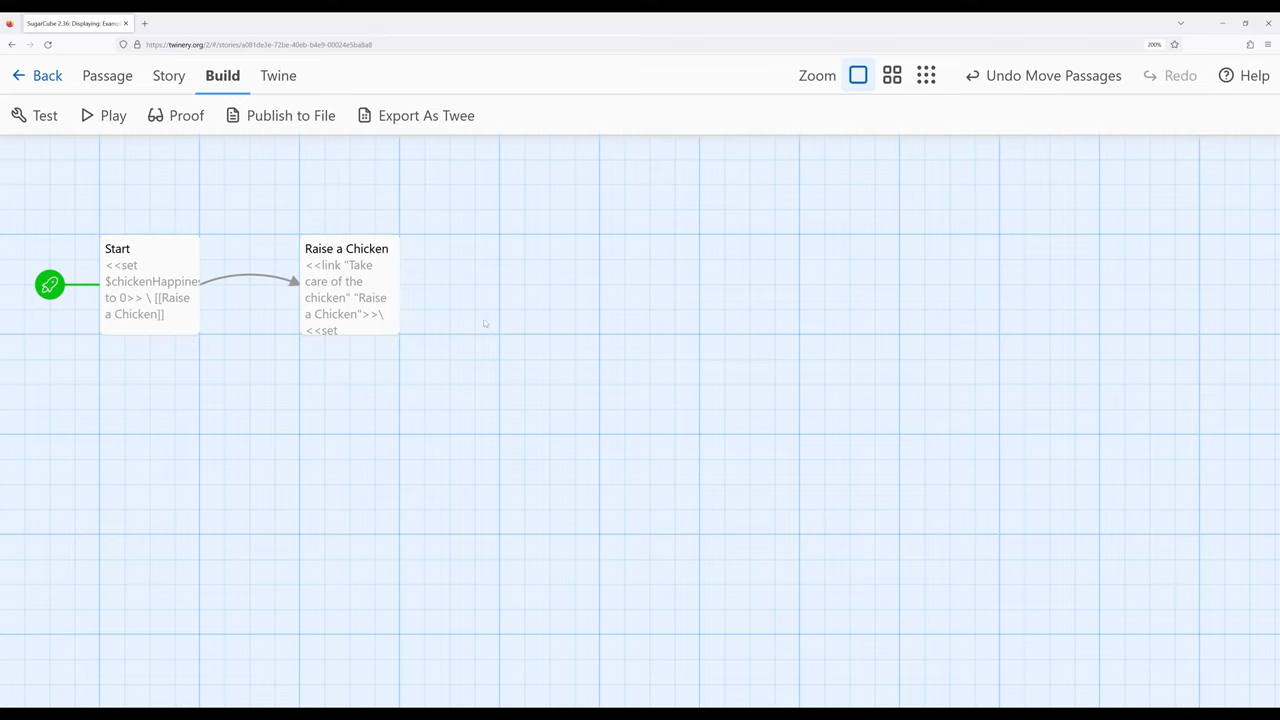 SugarCube 2.36: Displaying: Examp
https://twinery.org/2/#/stories/a081de3e-72be-40eb-b4e9-00024e5ba8a8
200%
Back
Passage
Story
Build
Twine
Zoom
Undo Move Passages
Redo
Help
Test
Play
Proof
Publish to File
Export As Twee
Start
<<set
$chickenHappines
to 0>> \ [[Raise
a Chicken]]
Raise a Chicken
<<link "Take
care of the
chicken" "Raise
a Chicken">>\
<<set